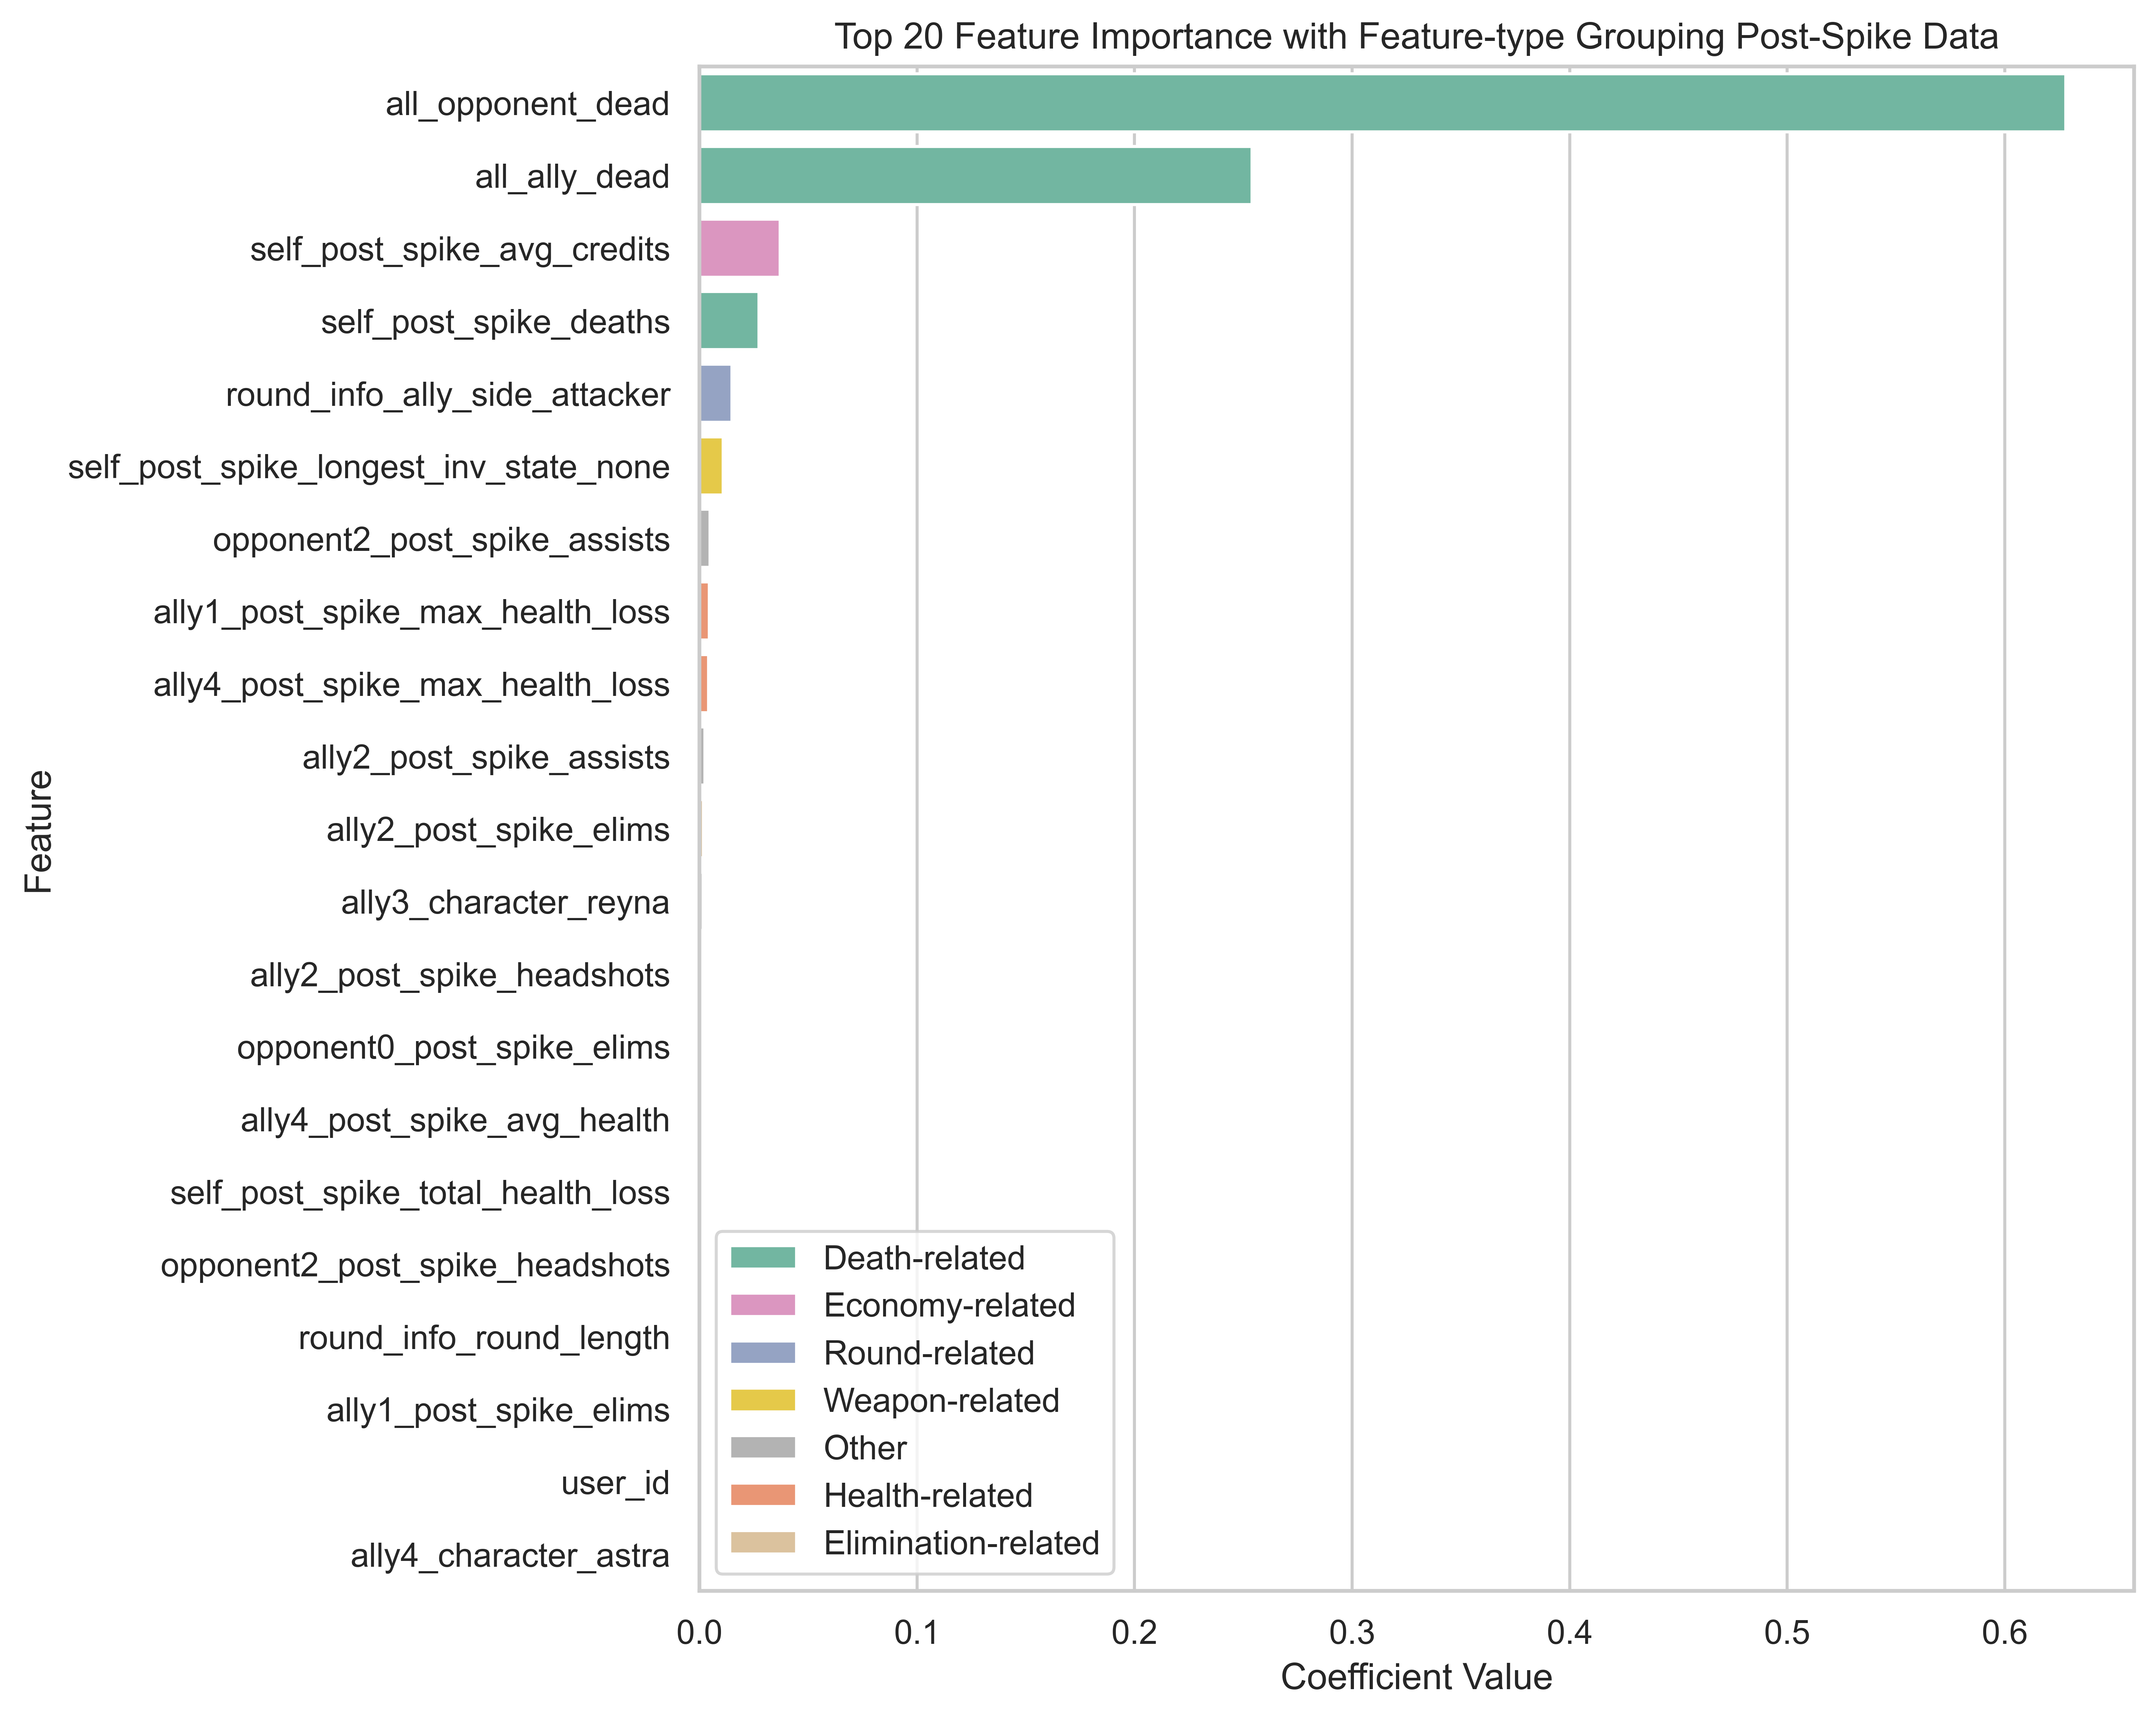 Top 20 Feature Importance with Feature-type Grouping Post-Spike Data
all_opponent_dead
all_ally_dead
self_post_spike_avg_credits
self_post_spike_deaths
round_info_ally_side_attacker
self_post_spike_longest_inv_state_none
opponent2_post_spike_assists
ally1_post_spike_max_health_loss
ally4_post_spike_max_health_loss
ally2_post_spike_assists
ally2_post_spike_elims
ally3_character_reyna
ally2_post_spike_headshots
opponent0_post_spike_elims
ally4_post_spike_avg_health
self_post_spike_total_health_loss
opponent2_post_spike_headshots
round_info_round_length
ally1_post_spike_elims
user_id
ally4_character_astra
Feature
Death-related
Economy-related
Round-related
Weapon-related
Other
Health-related
Elimination-related
0.0 0.1 0.2 0.3 0.4 0.5 0.6
Coefficient Value